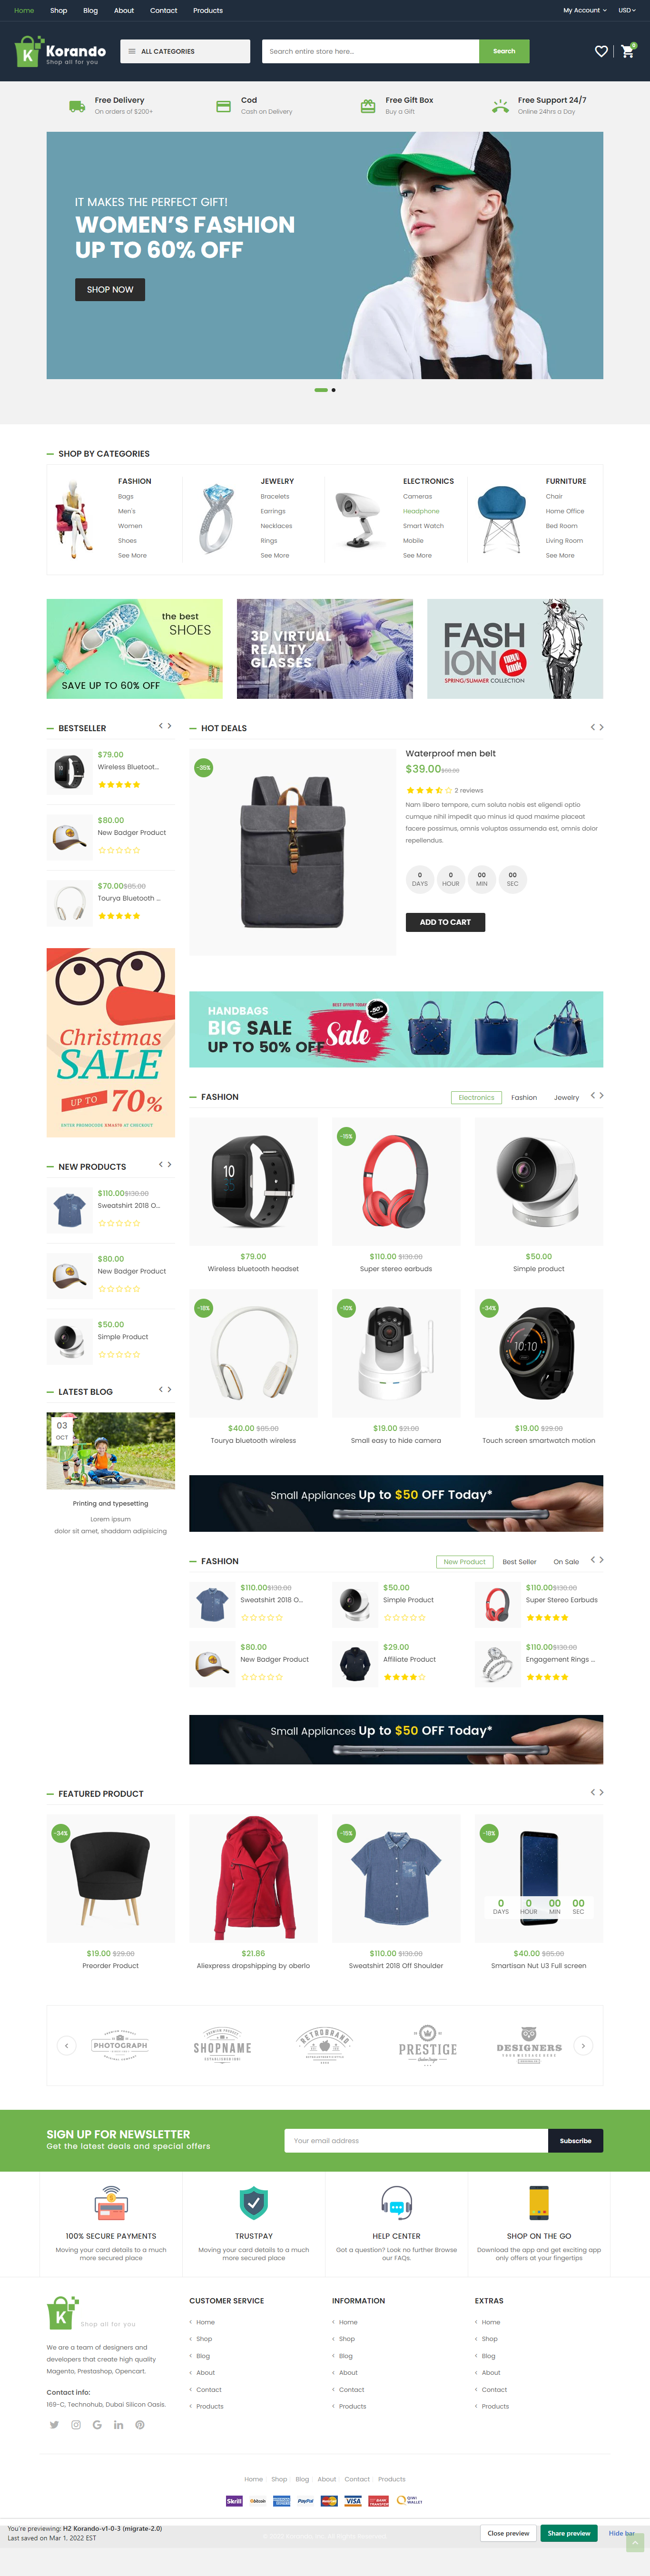 Home Shop Blog About Contact Products My Account USD
Korando
Shop all for you
ALL CATEGORIES
Search entire store here...
Search
0
Free Delivery
On orders of $200+
Cod
Cash on Delivery
Free Gift Box
Buy a Gift
Free Support 24/7
Online 24hrs a Day
IT MAKES THE PERFECT GIFT!
WOMEN'S FASHION
UP TO 60% OFF
SHOP NOW
SHOP BY CATEGORIES
FASHION
Bags
Men's
Women
Shoes
See More
JEWELRY
Bracelets
Earrings
Necklaces
Rings
See More
ELECTRONICS
Cameras
Headphone
Smart Watch
Mobile
See More
FURNITURE
Chair
Home Office
Bed Room
Living Room
See More
the best
SHOES
SAVE UP TO 60% OFF
3D VIRTUAL
REALITY
GLASSES
FASH
ION
SPRING/SUMMER COLLECTION
BESTSELLER
$79.00
Wireless Bluetoot...
$80.00
New Badger Product
$70.00 $85.00
Tourya Bluetooth ...
HOT DEALS
-35%
Waterproof men belt
$39.00
2 reviews
Nam libero tempore, cum soluta nobis est eligendi optio
cumque nihil impedit quo minus id quod maxime placeat
facere possimus, omnis voluptas assumenda est, omnis dolor
repellendus.
0 DAYS
0 HOUR
00 MIN
00 SEC
ADD TO CART
Christmas
SALE
UP TO 70%
HANDBAGS
BIG SALE
UP TO 50% OFF
BEST OFFER TODAY
Sale
FASHION
Electronics Fashion Jewelry
$79.00
Wireless bluetooth headset
-15%
$110.00 $130.00
Super stereo earbuds
$50.00
Simple product
-18%
$40.00 $85.00
Tourya bluetooth wireless
-10%
$19.00 $21.00
Small easy to hide camera
-34%
10:10
$19.00 $29.00
Touch screen smartwatch motion
NEW PRODUCTS
$110.00 $130.00
Sweatshirt 2018 O...
$80.00
New Badger Product
$50.00
Simple Product
LATEST BLOG
03
OCT
Printing and typesetting
Lorem ipsum
dolor sit amet, shaddam adipisicing
Small Appliances Up to $50 OFF Today*
FASHION
New Product Best Seller On Sale
$110.00 $130.00
Sweatshirt 2018 O...
$50.00
Simple Product
$110.00 $130.00
Super Stereo Earbuds
$80.00
New Badger Product
$29.00
Affiliate Product
$110.00 $130.00
Engagement Rings ...
Small Appliances Up to $50 OFF Today*
FEATURED PRODUCT
-34%
$19.00 $29.00
Preorder Product
$21.86
Aliexpress dropshipping by oberlo
-15%
$110.00 $130.00
Sweatshirt 2018 Off Shoulder
-18%
0 DAYS
0 HOUR
00 MIN
00 SEC
$40.00 $85.00
Smartisan Nut U3 Full screen
PHOTOGRAPH
SHOPNAME
RETROBRAND
PRESTIGE
DESIGNERS
SIGN UP FOR NEWSLETTER
Get the latest deals and special offers
Your email address
Subscribe
100% SECURE PAYMENTS
Moving your card details to a much
more secured place
TRUSTPAY
Moving your card details to a much
more secured place
HELP CENTER
Got a question? Look no further Browse
our FAQs.
SHOP ON THE GO
Download the app and get exciting app
only offers at your fingertips
K
Shop all for you
We are a team of designers and
developers that create high quality
Magento, Prestashop, Opencart.
Contact info:
169-C, Technohub, Dubai Silicon Oasis.
CUSTOMER SERVICE
Home
Shop
Blog
About
Contact
Products
INFORMATION
Home
Shop
Blog
About
Contact
Products
EXTRAS
Home
Shop
Blog
About
Contact
Products
Home Shop Blog About Contact Products
Skrill bitcoin PayPal VISA BANK TRANSFER QIWI WALLET
You're previewing: H2 Korando-v1-0-3 (migrate-2.0)
Last saved on Mar 1, 2022 EST
Close preview
Share preview
Hide bar